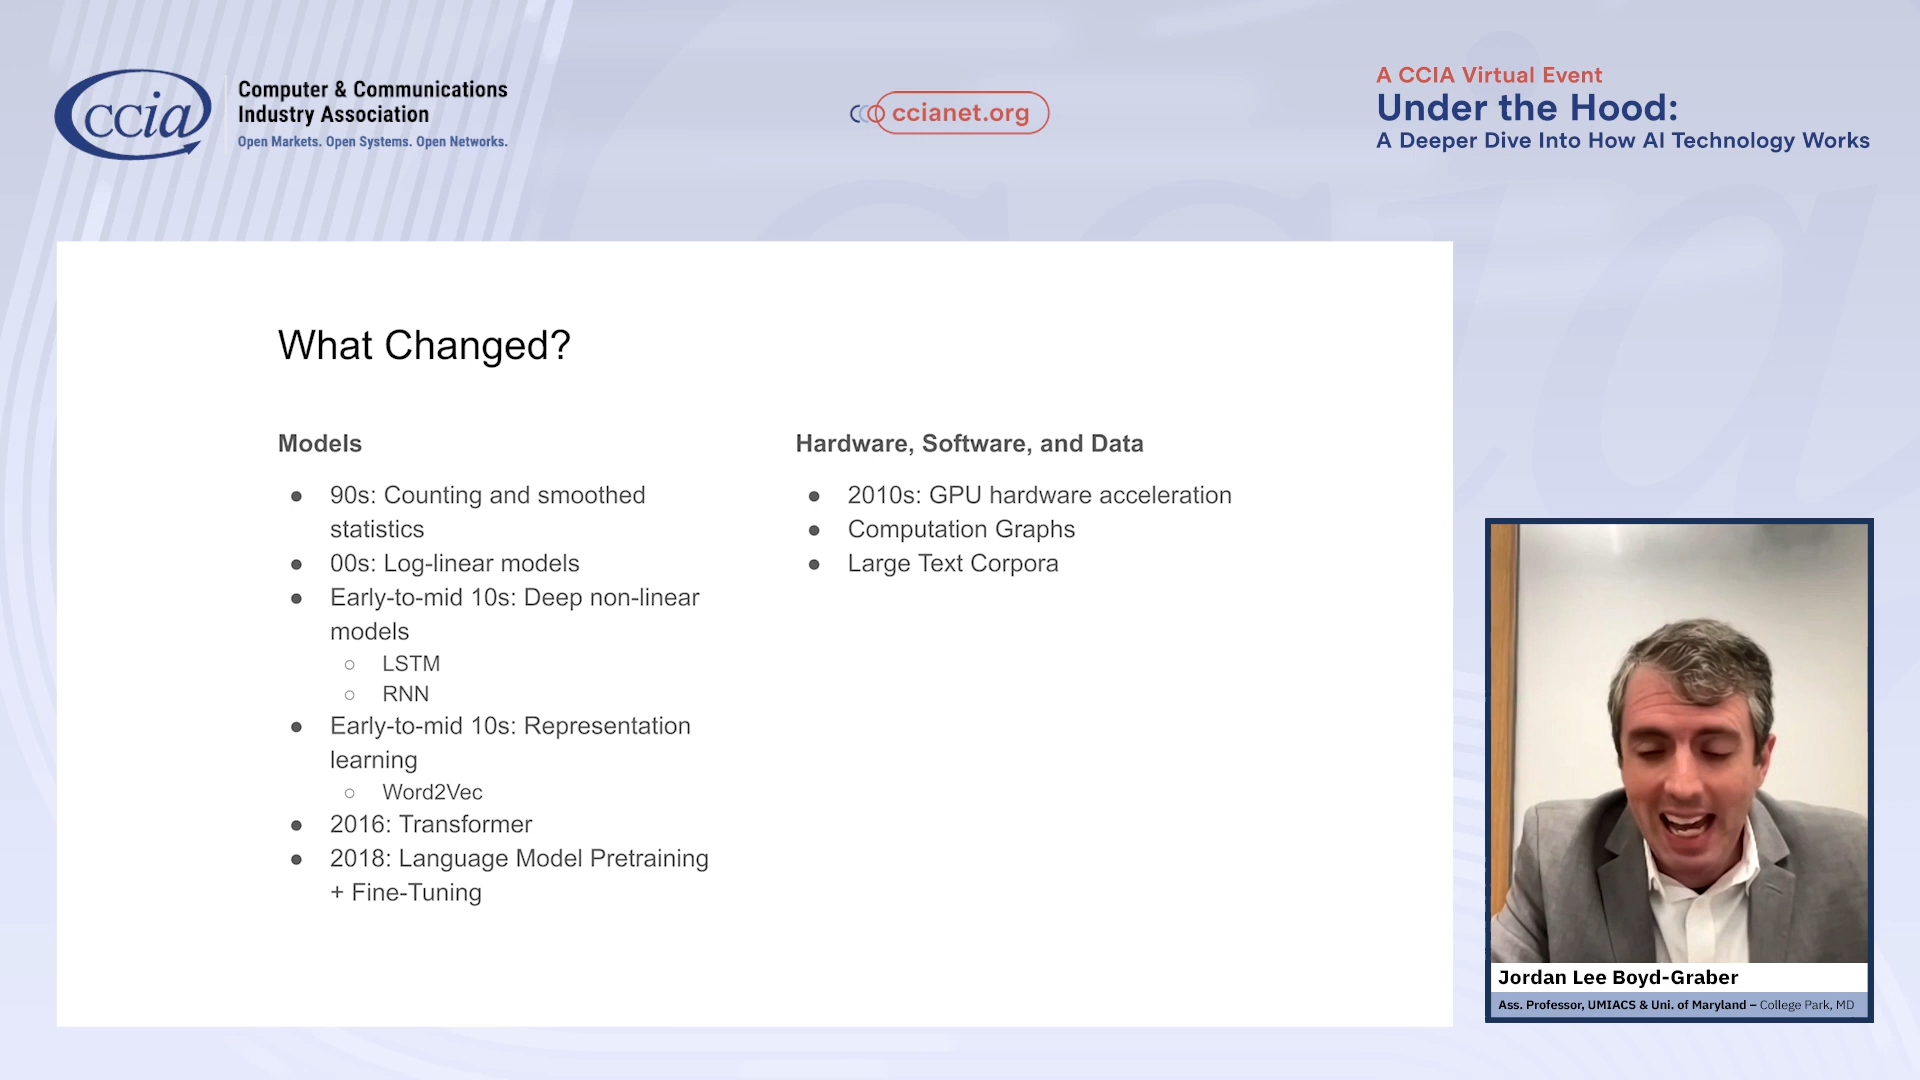 ccia
Computer & Communications
Industry Association
Open Markets. Open Systems. Open Networks.
ccianet.org
A CCIA Virtual Event
Under the Hood:
A Deeper Dive Into How AI Technology Works
What Changed?
Models
● 90s: Counting and smoothed
statistics
● 00s: Log-linear models
● Early-to-mid 10s: Deep non-linear
models
○ LSTM
○ RNN
● Early-to-mid 10s: Representation
learning
○ Word2Vec
● 2016: Transformer
● 2018: Language Model Pretraining
+ Fine-Tuning
Hardware, Software, and Data
● 2010s: GPU hardware acceleration
● Computation Graphs
● Large Text Corpora
Jordan Lee Boyd-Graber
Ass. Professor, UMIACS & Uni. of Maryland – College Park, MD